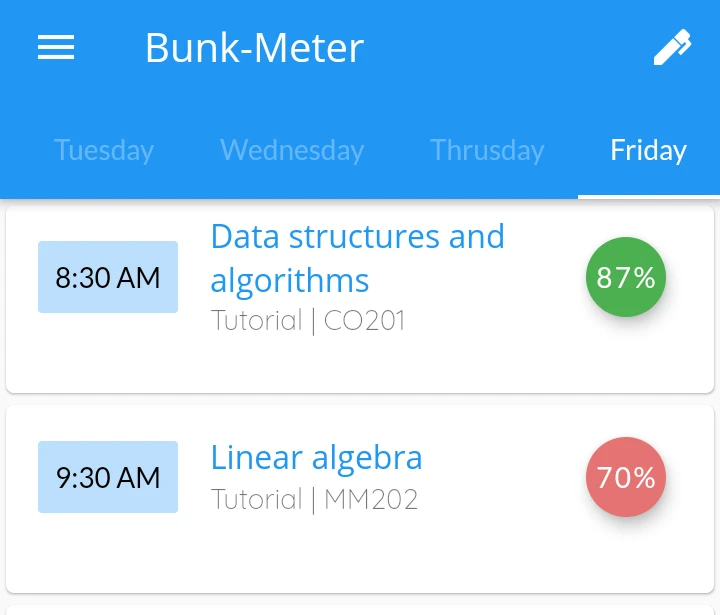 Bunk-Meter
Tuesday Wednesday Thrusday Friday
8:30 AM
Data structures and
algorithms
Tutorial | CO201
87%
9:30 AM
Linear algebra
Tutorial | MM202
70%